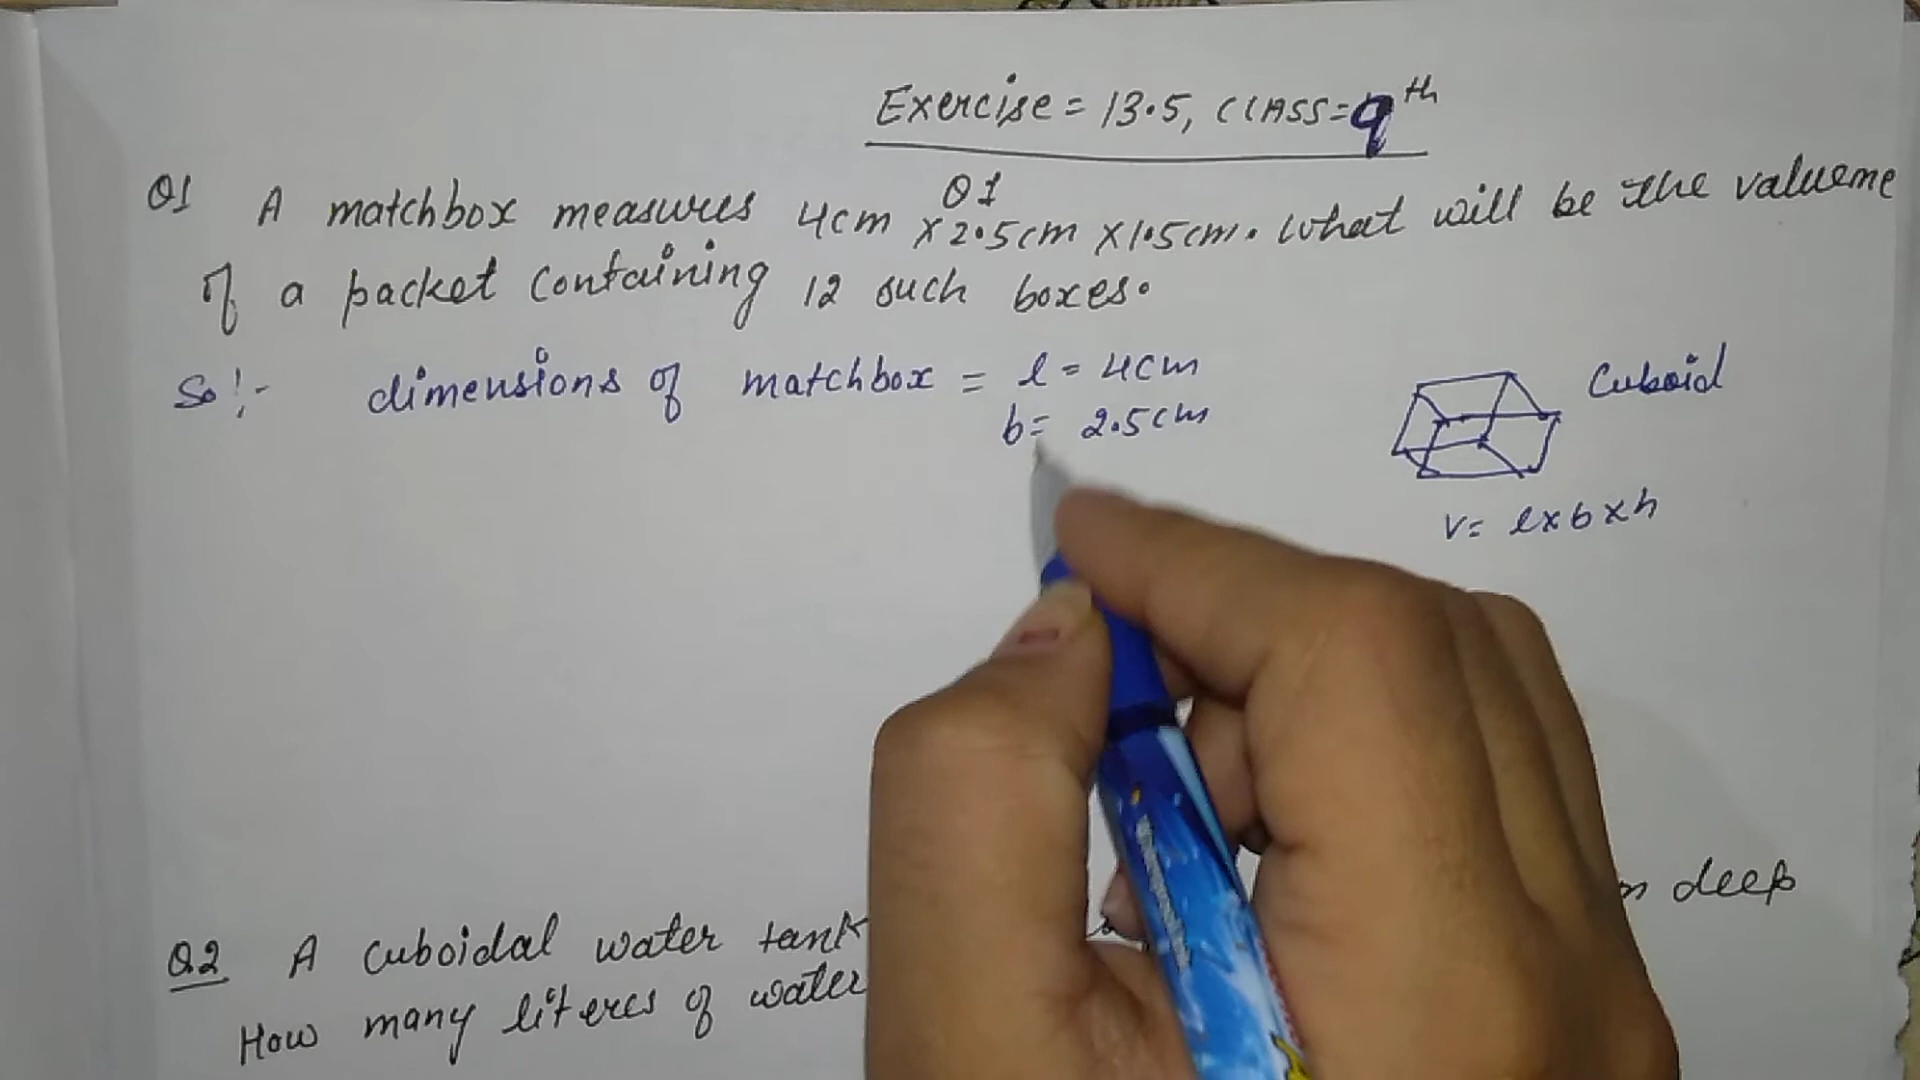 Exercise = 13.5, CLASS = 9th
Q1
Q1 A matchbox measures 4cm x 2.5cm x 1.5cm. What will be the valueme
of a packet containing 12 such boxes.
So!- dimensions of matchbox = l = 4cm
b = 2.5cm
Cuboid
V = l x b x h
Q2 A cuboidal water tank deep
How many literes of water